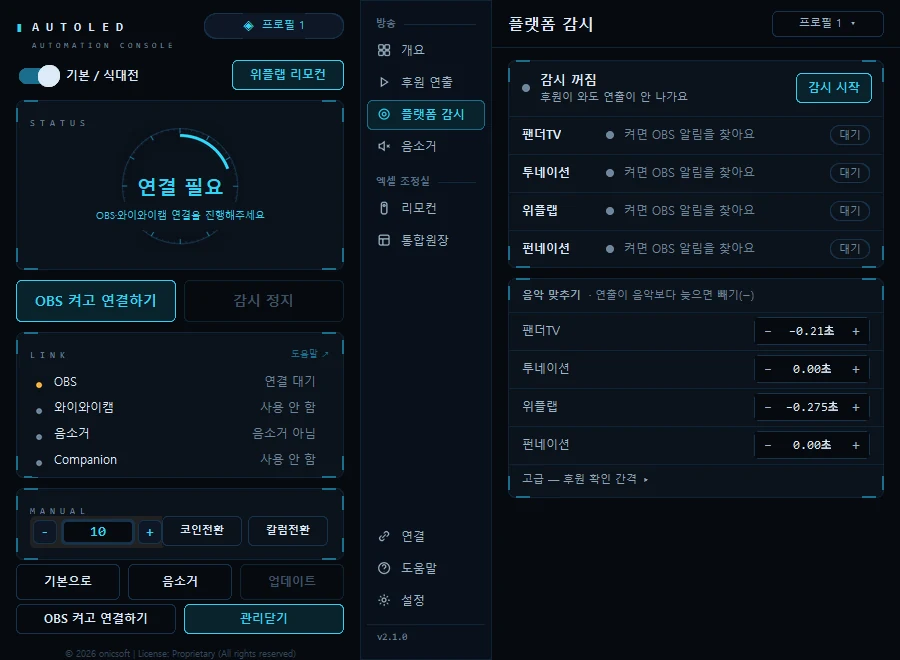 AUTOLED
AUTOMATION CONSOLE
프로필 1
기본 / 식대전
위플랩 리모컨
STATUS
연결 필요
OBS·와이와이캠 연결을 진행해주세요
OBS 켜고 연결하기
감시 정지
LINK
도움말 ↗
OBS
연결 대기
와이와이캠
사용 안 함
음소거
음소거 아님
Companion
사용 안 함
MANUAL
-
10
+
코인전환
칼럼전환
기본으로
음소거
업데이트
OBS 켜고 연결하기
관리닫기
© 2026 onicsoft | License: Proprietary (All rights reserved)
방송
개요
후원 연출
플랫폼 감시
음소거
엑셀 조정실
리모컨
통합원장
연결
도움말
설정
v2.1.0
플랫폼 감시
프로필 1 ▾
감시 꺼짐
후원이 와도 연출이 안 나가요
감시 시작
팬더TV
켜면 OBS 알림을 찾아요
대기
투네이션
켜면 OBS 알림을 찾아요
대기
위플랩
켜면 OBS 알림을 찾아요
대기
펀네이션
켜면 OBS 알림을 찾아요
대기
음악 맞추기 · 연출이 음악보다 늦으면 빼기(−)
팬더TV
− -0.21초 +
투네이션
− 0.00초 +
위플랩
− -0.275초 +
펀네이션
− 0.00초 +
고급 — 후원 확인 간격 ▸